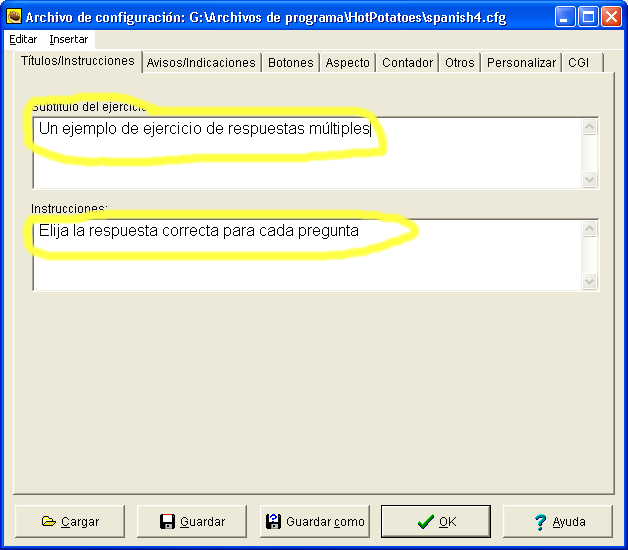 Archivo de configuración: G:\Archivos de programa\HotPotatoes\spanish4.cfg
Editar Insertar
Títulos/Instrucciones Avisos/Indicaciones Botones Aspecto Contador Otros Personalizar CGI
Subtítulo del ejercicio
Un ejemplo de ejercicio de respuestas múltiples
Instrucciones:
Elija la respuesta correcta para cada pregunta
Cargar Guardar Guardar como OK Ayuda